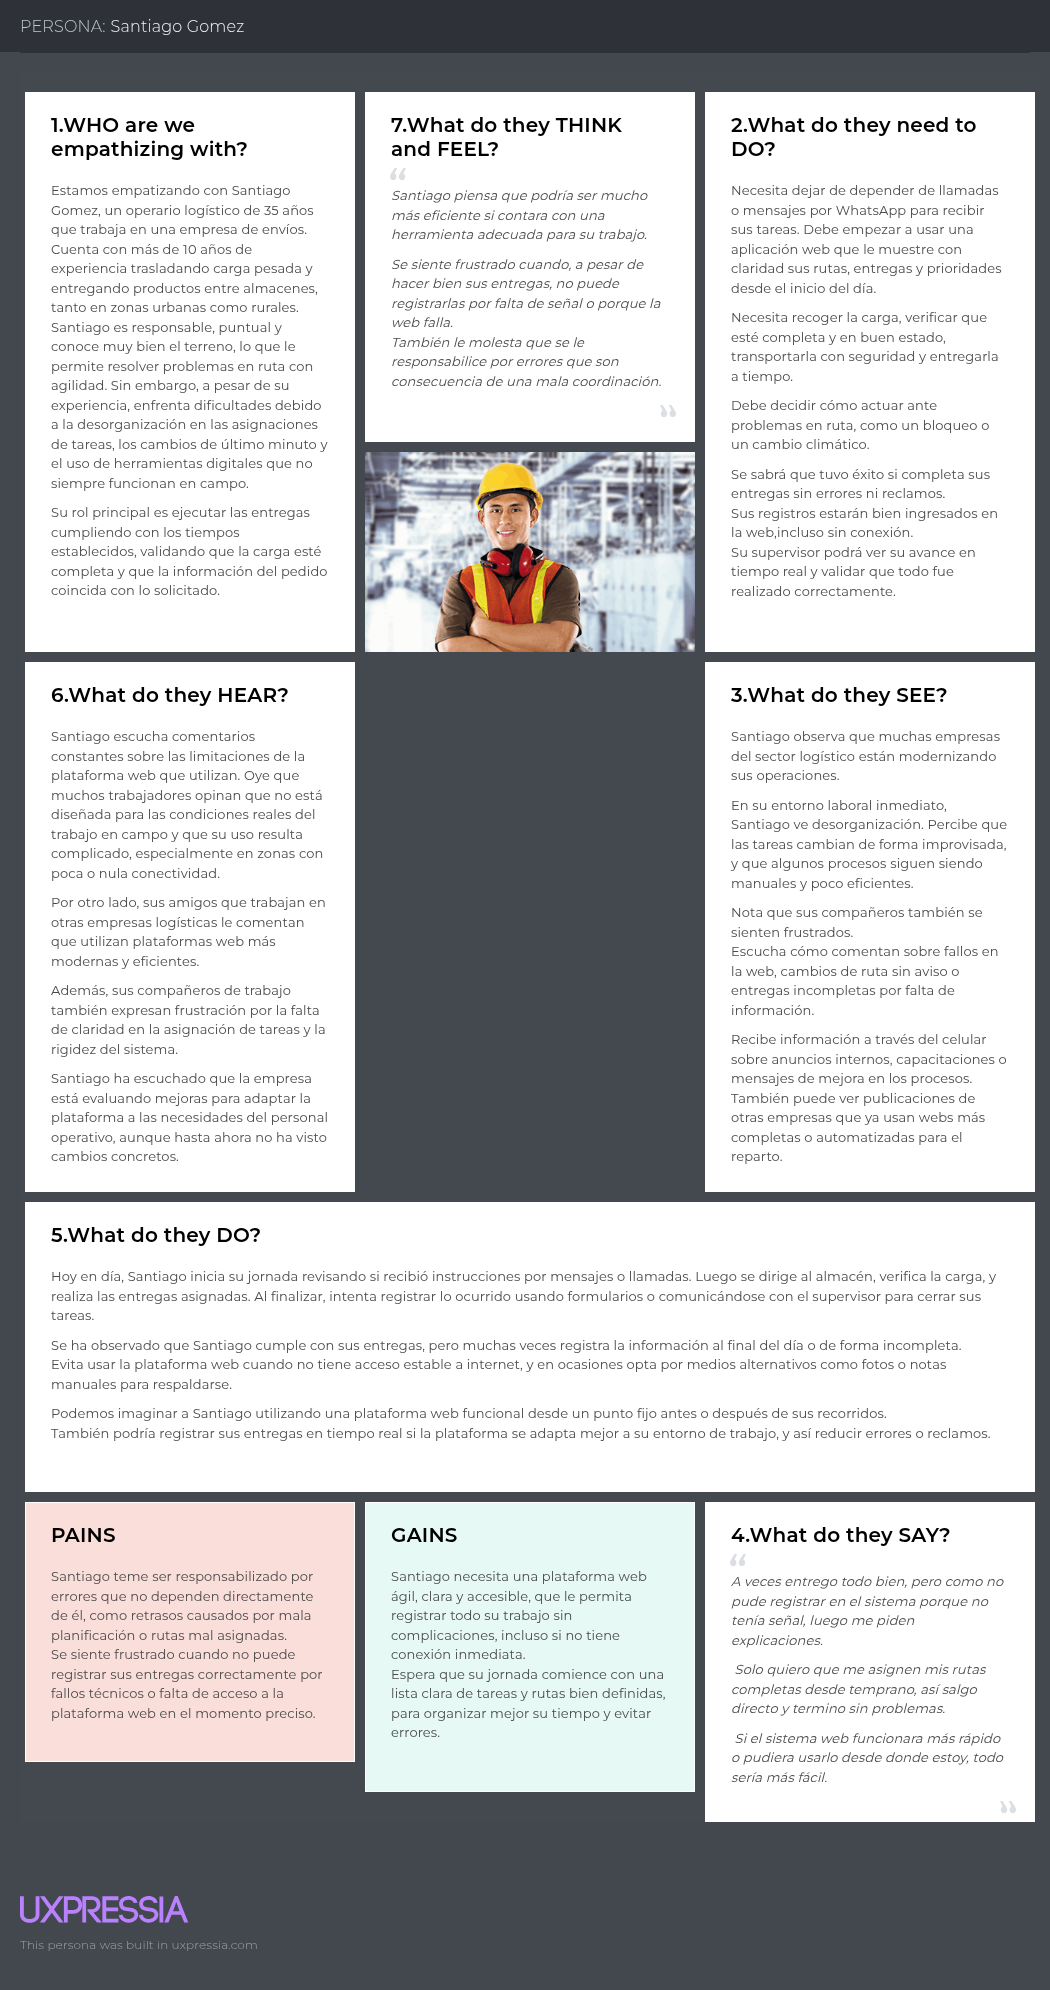 PERSONA: Santiago Gomez
1.WHO are we
empathizing with?
Estamos empatizando con Santiago
Gomez, un operario logístico de 35 años
que trabaja en una empresa de envíos.
Cuenta con más de 10 años de
experiencia trasladando carga pesada y
entregando productos entre almacenes,
tanto en zonas urbanas como rurales.
Santiago es responsable, puntual y
conoce muy bien el terreno, lo que le
permite resolver problemas en ruta con
agilidad. Sin embargo, a pesar de su
experiencia, enfrenta dificultades debido
a la desorganización en las asignaciones
de tareas, los cambios de último minuto y
el uso de herramientas digitales que no
siempre funcionan en campo.
Su rol principal es ejecutar las entregas
cumpliendo con los tiempos
establecidos, validando que la carga esté
completa y que la información del pedido
coincida con lo solicitado.
7.What do they THINK
and FEEL?
“
Santiago piensa que podría ser mucho
más eficiente si contara con una
herramienta adecuada para su trabajo.
Se siente frustrado cuando, a pesar de
hacer bien sus entregas, no puede
registrarlas por falta de señal o porque la
web falla.
También le molesta que se le
responsabilice por errores que son
consecuencia de una mala coordinación.
”
2.What do they need to
DO?
Necesita dejar de depender de llamadas
o mensajes por WhatsApp para recibir
sus tareas. Debe empezar a usar una
aplicación web que le muestre con
claridad sus rutas, entregas y prioridades
desde el inicio del día.
Necesita recoger la carga, verificar que
esté completa y en buen estado,
transportarla con seguridad y entregarla
a tiempo.
Debe decidir cómo actuar ante
problemas en ruta, como un bloqueo o
un cambio climático.
Se sabrá que tuvo éxito si completa sus
entregas sin errores ni reclamos.
Sus registros estarán bien ingresados en
la web,incluso sin conexión.
Su supervisor podrá ver su avance en
tiempo real y validar que todo fue
realizado correctamente.
6.What do they HEAR?
Santiago escucha comentarios
constantes sobre las limitaciones de la
plataforma web que utilizan. Oye que
muchos trabajadores opinan que no está
diseñada para las condiciones reales del
trabajo en campo y que su uso resulta
complicado, especialmente en zonas con
poca o nula conectividad.
Por otro lado, sus amigos que trabajan en
otras empresas logísticas le comentan
que utilizan plataformas web más
modernas y eficientes.
Además, sus compañeros de trabajo
también expresan frustración por la falta
de claridad en la asignación de tareas y la
rigidez del sistema.
Santiago ha escuchado que la empresa
está evaluando mejoras para adaptar la
plataforma a las necesidades del personal
operativo, aunque hasta ahora no ha visto
cambios concretos.
3.What do they SEE?
Santiago observa que muchas empresas
del sector logístico están modernizando
sus operaciones.
En su entorno laboral inmediato,
Santiago ve desorganización. Percibe que
las tareas cambian de forma improvisada,
y que algunos procesos siguen siendo
manuales y poco eficientes.
Nota que sus compañeros también se
sienten frustrados.
Escucha cómo comentan sobre fallos en
la web, cambios de ruta sin aviso o
entregas incompletas por falta de
información.
Recibe información a través del celular
sobre anuncios internos, capacitaciones o
mensajes de mejora en los procesos.
También puede ver publicaciones de
otras empresas que ya usan webs más
completas o automatizadas para el
reparto.
5.What do they DO?
Hoy en día, Santiago inicia su jornada revisando si recibió instrucciones por mensajes o llamadas. Luego se dirige al almacén, verifica la carga, y
realiza las entregas asignadas. Al finalizar, intenta registrar lo ocurrido usando formularios o comunicándose con el supervisor para cerrar sus
tareas.
Se ha observado que Santiago cumple con sus entregas, pero muchas veces registra la información al final del día o de forma incompleta.
Evita usar la plataforma web cuando no tiene acceso estable a internet, y en ocasiones opta por medios alternativos como fotos o notas
manuales para respaldarse.
Podemos imaginar a Santiago utilizando una plataforma web funcional desde un punto fijo antes o después de sus recorridos.
También podría registrar sus entregas en tiempo real si la plataforma se adapta mejor a su entorno de trabajo, y así reducir errores o reclamos.
PAINS
Santiago teme ser responsabilizado por
errores que no dependen directamente
de él, como retrasos causados por mala
planificación o rutas mal asignadas.
Se siente frustrado cuando no puede
registrar sus entregas correctamente por
fallos técnicos o falta de acceso a la
plataforma web en el momento preciso.
GAINS
Santiago necesita una plataforma web
ágil, clara y accesible, que le permita
registrar todo su trabajo sin
complicaciones, incluso si no tiene
conexión inmediata.
Espera que su jornada comience con una
lista clara de tareas y rutas bien definidas,
para organizar mejor su tiempo y evitar
errores.
4.What do they SAY?
“
A veces entrego todo bien, pero como no
pude registrar en el sistema porque no
tenía señal, luego me piden
explicaciones.
Solo quiero que me asignen mis rutas
completas desde temprano, así salgo
directo y termino sin problemas.
Si el sistema web funcionara más rápido
o pudiera usarlo desde donde estoy, todo
sería más fácil.
”
UXPRESSIA
This persona was built in uxpressia.com